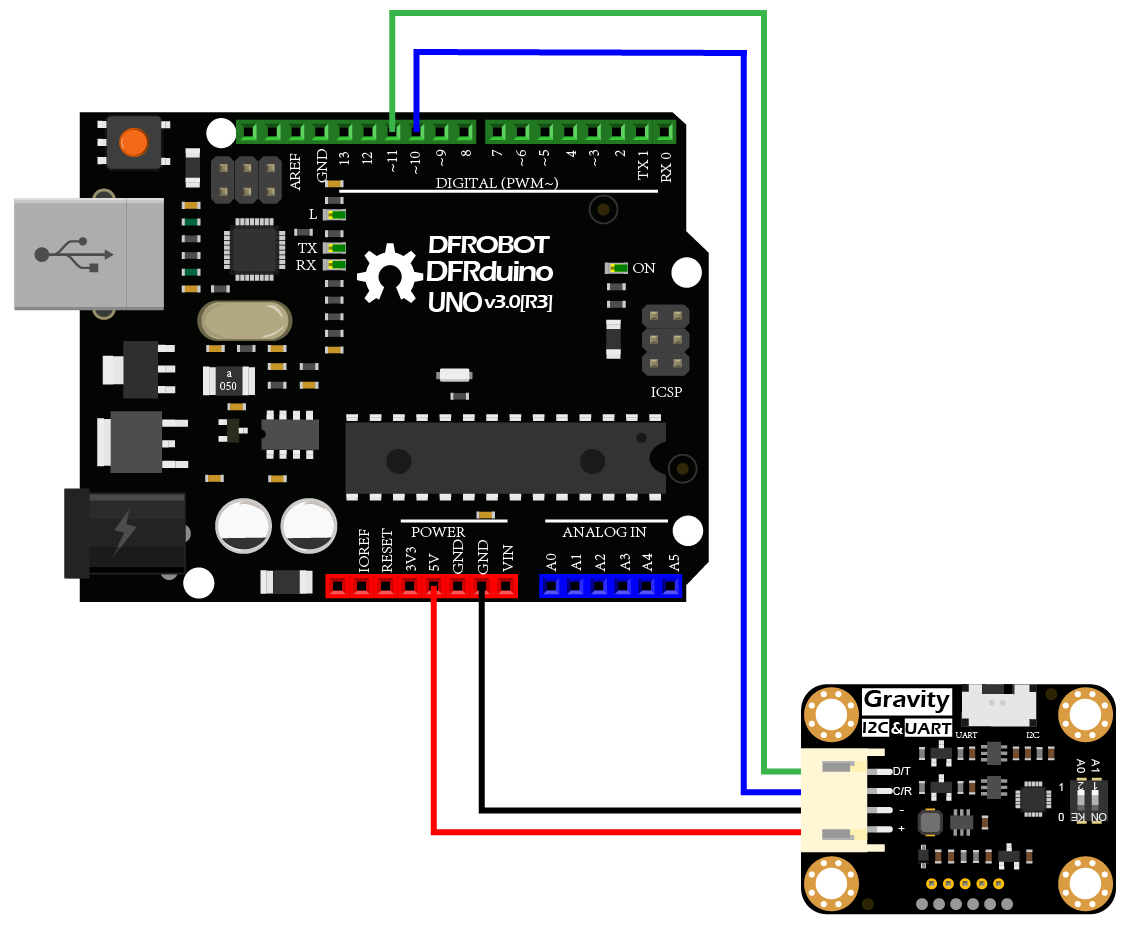 AREF
GND
13
12
~11
~10
~9
8
7
~6
~5
4
~3
2
TX 1
RX 0
DIGITAL (PWM~)
L
TX
RX
DFROBOT
DFRduino
UNO v3.0[R3]
ON
a
050
ICSP
POWER
ANALOG IN
IOREF
RESET
3V3
5V
GND
GND
VIN
A0
A1
A2
A3
A4
A5
Gravity
I2C&UART
UART
I2C
D/T
C/R
-
+
A0
A1
1
0
2
1
KE
ON